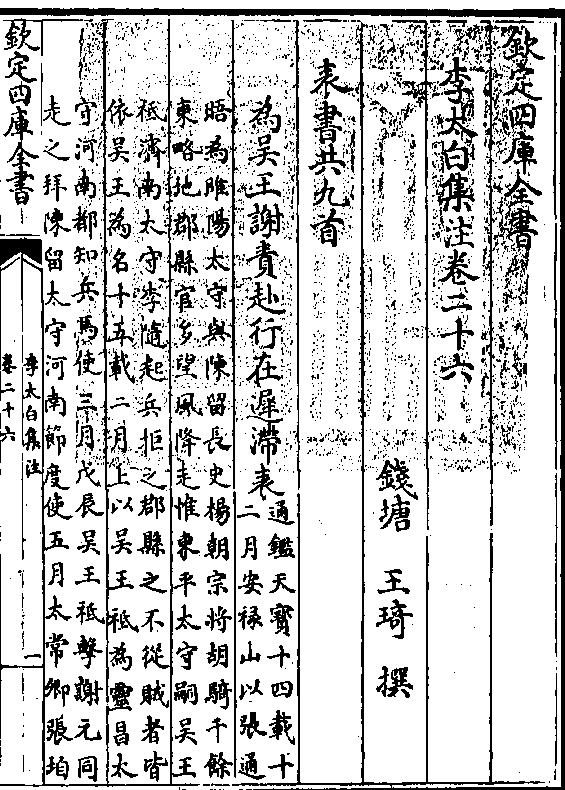 欽定四庫全書
李太白集注卷二十六
錢塘 王琦 撰
表書共九首
為吳王謝責赴行在遲滯表
通鑑天寶十四載十
二月安禄山以張通
晤為睢陽太守與陳留長史楊朝宗將胡騎千餘
東略地郡縣官多望風降走惟東平太守嗣吳王
祗濟南太守李隨起兵拒之郡縣之不從賊者皆
依吳王為名十五載二月上以吳王祗為靈昌太
守河南都知兵馬使三月戊辰吳王祗擊謝元同
走之拜陳留太守河南節度使五月太常卿張垍
欽定四庫全書
李太白集注
卷二十六
一